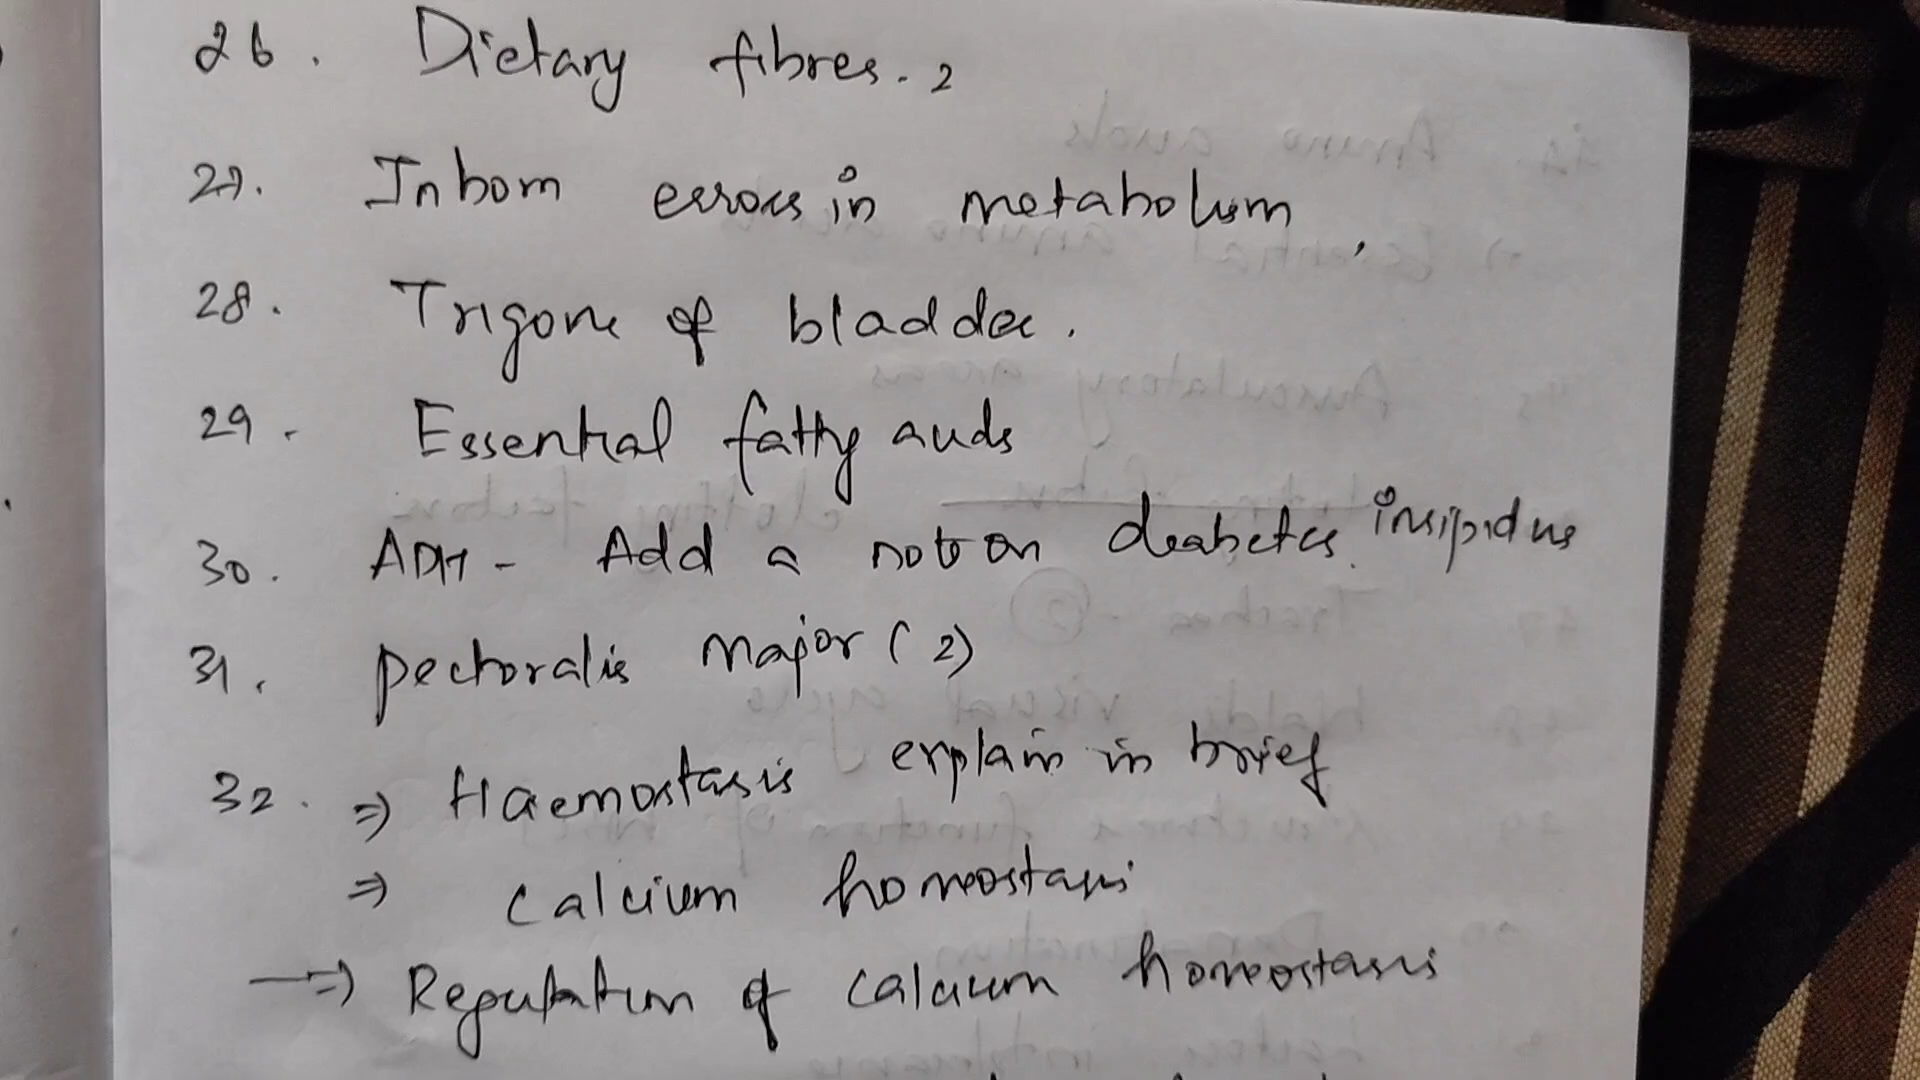 26. Dietary fibres. 2
27. Inborn errors in metabolism,
28. Trigone of bladder.
29. Essential fatty acids
30. ADH - Add a note on deabetes insipidus
31. pectoralis major (2)
32. => Haemostasis explain in brief
=> calcium homeostasis
=> Regulation of calcium homeostasis